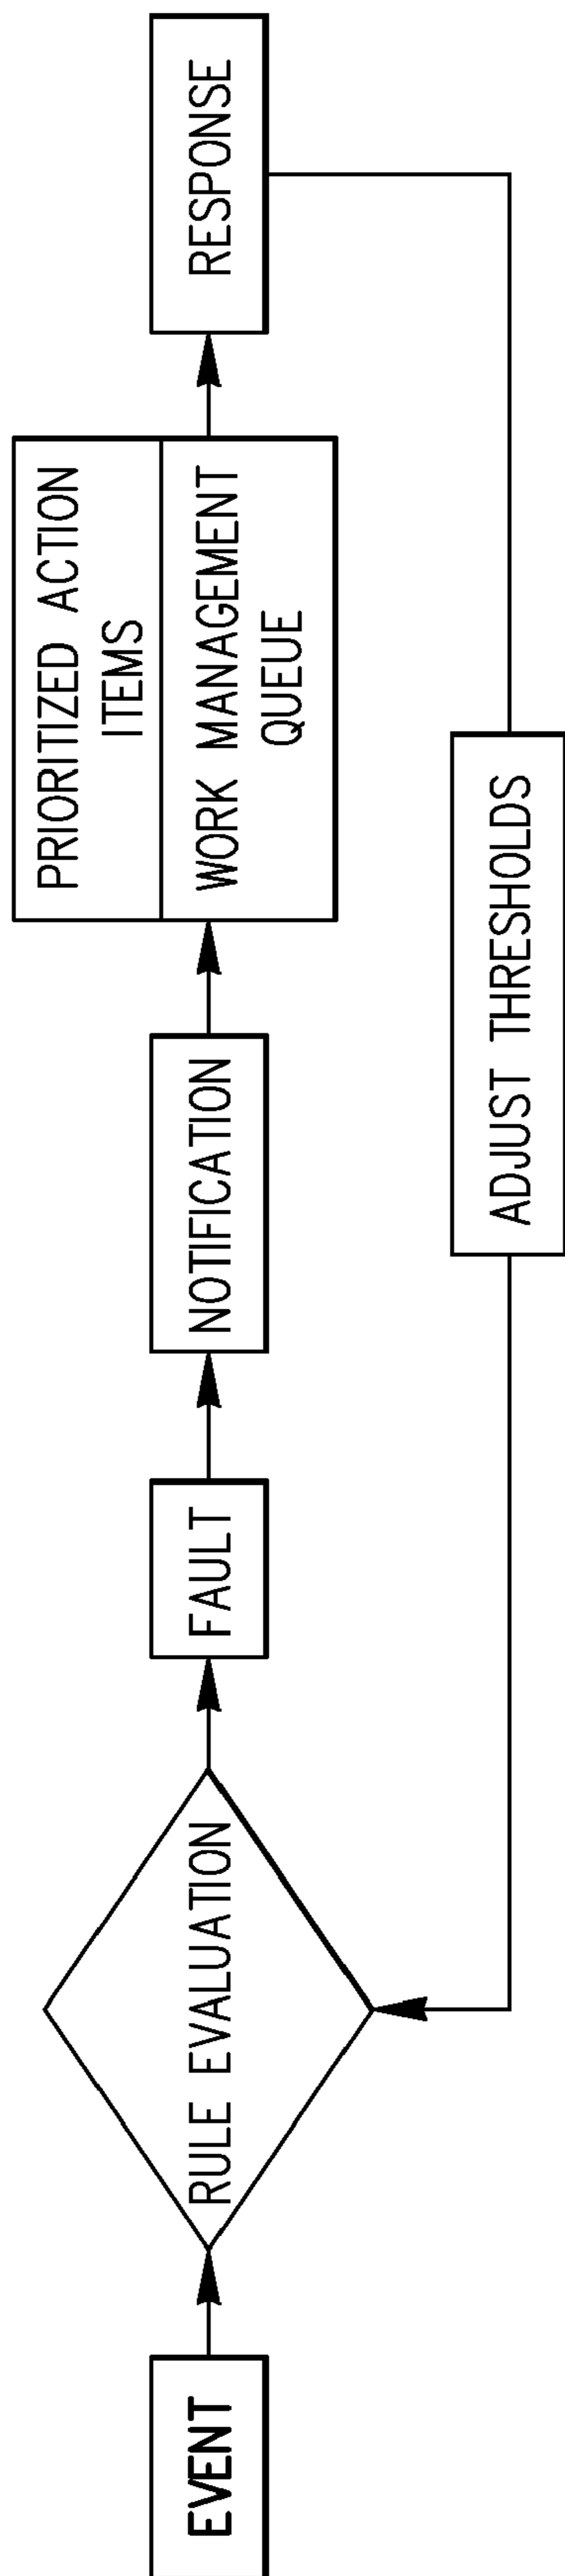 EVENT
RULE EVALUATION
FAULT
NOTIFICATION
PRIORITIZED ACTION
ITEMS
WORK MANAGEMENT
QUEUE
RESPONSE
ADJUST THRESHOLDS